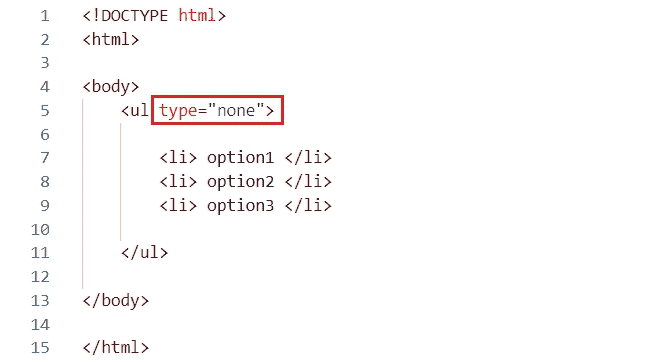 1 <!DOCTYPE html>
2 <html>
3
4 <body>
5 <ul type="none">
6
7 <li> option1 </li>
8 <li> option2 </li>
9 <li> option3 </li>
10
11 </ul>
12
13 </body>
14
15 </html>